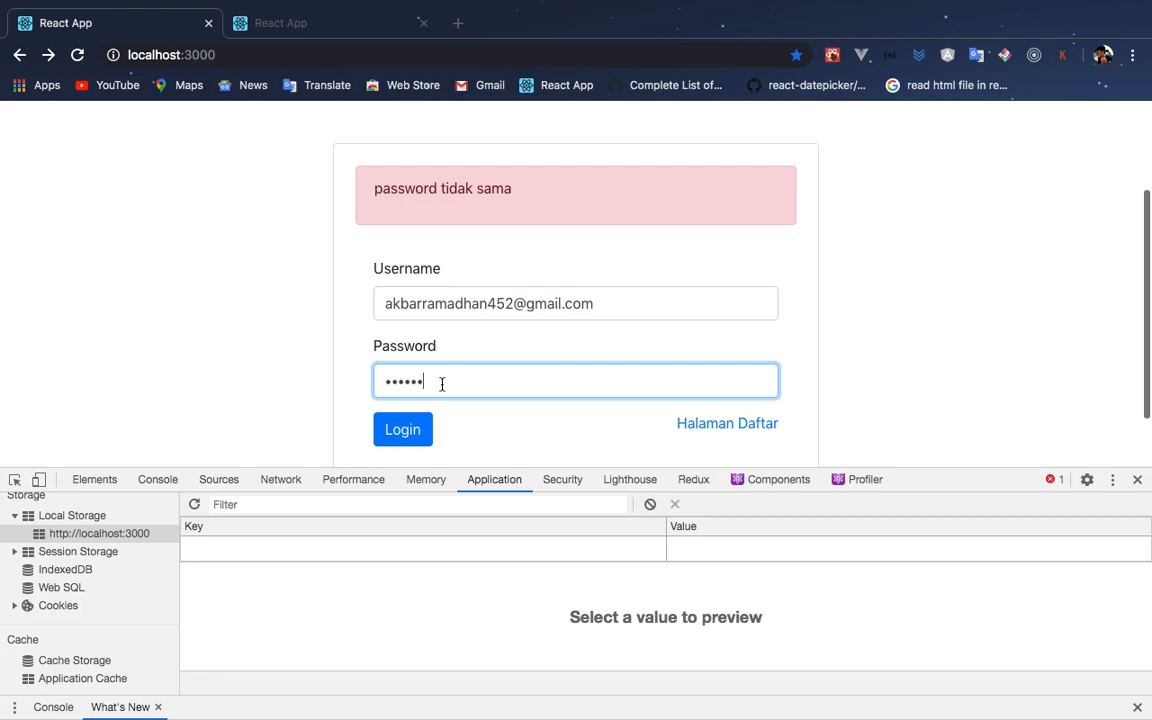 React App
React App
localhost:3000
Apps YouTube Maps News Translate Web Store Gmail React App Complete List of... react-datepicker/... read html file in re...
password tidak sama
Username
akbarramadhan452@gmail.com
Password
••••••
Login
Halaman Daftar
Elements Console Sources Network Performance Memory Application Security Lighthouse Redux Components Profiler 1
Storage
Filter
Local Storage
http://localhost:3000
Session Storage
IndexedDB
Web SQL
Cookies
Cache
Cache Storage
Application Cache
Key Value
Select a value to preview
Console What's New